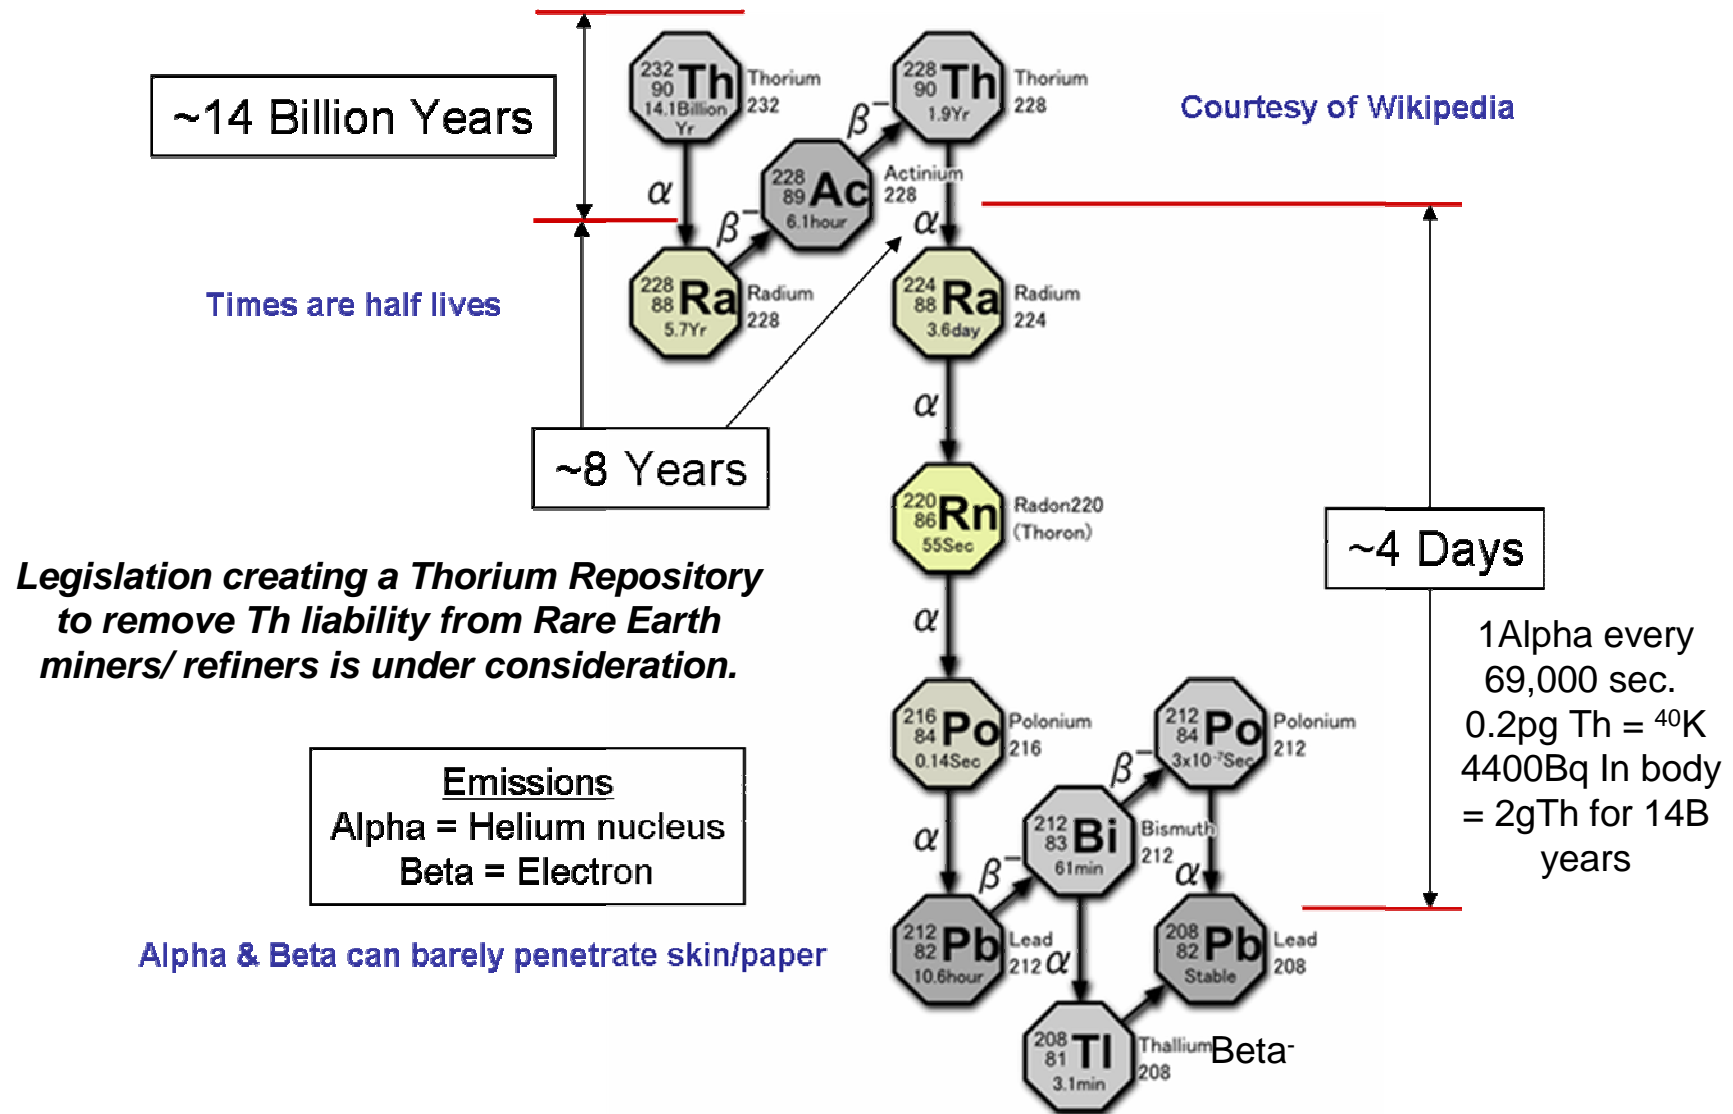 ~14 Billion Years
232
90 Th
14.1Billion
Yr
Thorium
232
α
β⁻
228
89 Ac
6.1hour
Actinium
228
β⁻
228
90 Th
1.9Yr
Thorium
228
Courtesy of Wikipedia
α
Times are half lives
228
88 Ra
5.7Yr
Radium
228
224
88 Ra
3.6day
Radium
224
~8 Years
α
220
86 Rn
55Sec
Radon220
(Thoron)
~4 Days
Legislation creating a Thorium Repository
to remove Th liability from Rare Earth
miners/ refiners is under consideration.
α
1Alpha every
69,000 sec.
0.2pg Th = ⁴⁰K
4400Bq In body
= 2gTh for 14B
years
216
84 Po
0.14Sec
Polonium
216
212
84 Po
3x10⁻⁷Sec
Polonium
212
Emissions
Alpha = Helium nucleus
Beta = Electron
α
β⁻
212
83 Bi
61min
Bismuth
212
β⁻
α
Alpha & Beta can barely penetrate skin/paper
212
82 Pb
10.6hour
Lead
212
α
208
82 Pb
Stable
Lead
208
208
81 Tl
3.1min
Thallium
208
Beta⁻